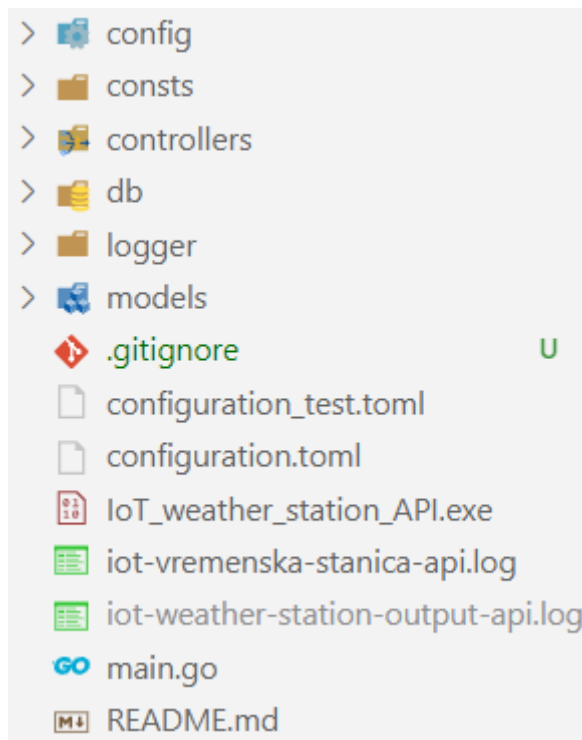 config
consts
controllers
db
logger
models
.gitignore U
configuration_test.toml
configuration.toml
IoT_weather_station_API.exe
iot-vremenska-stanica-api.log
iot-weather-station-output-api.log
GO main.go
README.md